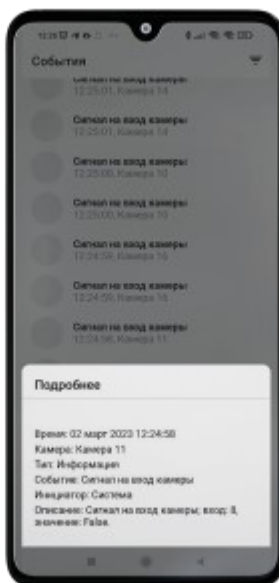 12:25
События
Сигнал на вход камеры
12:25:01, Камера 14
Сигнал на вход камеры
12:25:01, Камера 14
Сигнал на вход камеры
12:25:00, Камера 10
Сигнал на вход камеры
12:25:00, Камера 10
Сигнал на вход камеры
12:24:59, Камера 16
Сигнал на вход камеры
12:24:59, Камера 16
Сигнал на вход камеры
12:24:58, Камера 11
Подробнее
Время: 02 март 2023 12:24:58
Камера: Камера 11
Тип: Информация
Событие: Сигнал на вход камеры
Инициатор: Система
Описание: Сигнал на вход камеры; вход: 8,
значение: False.